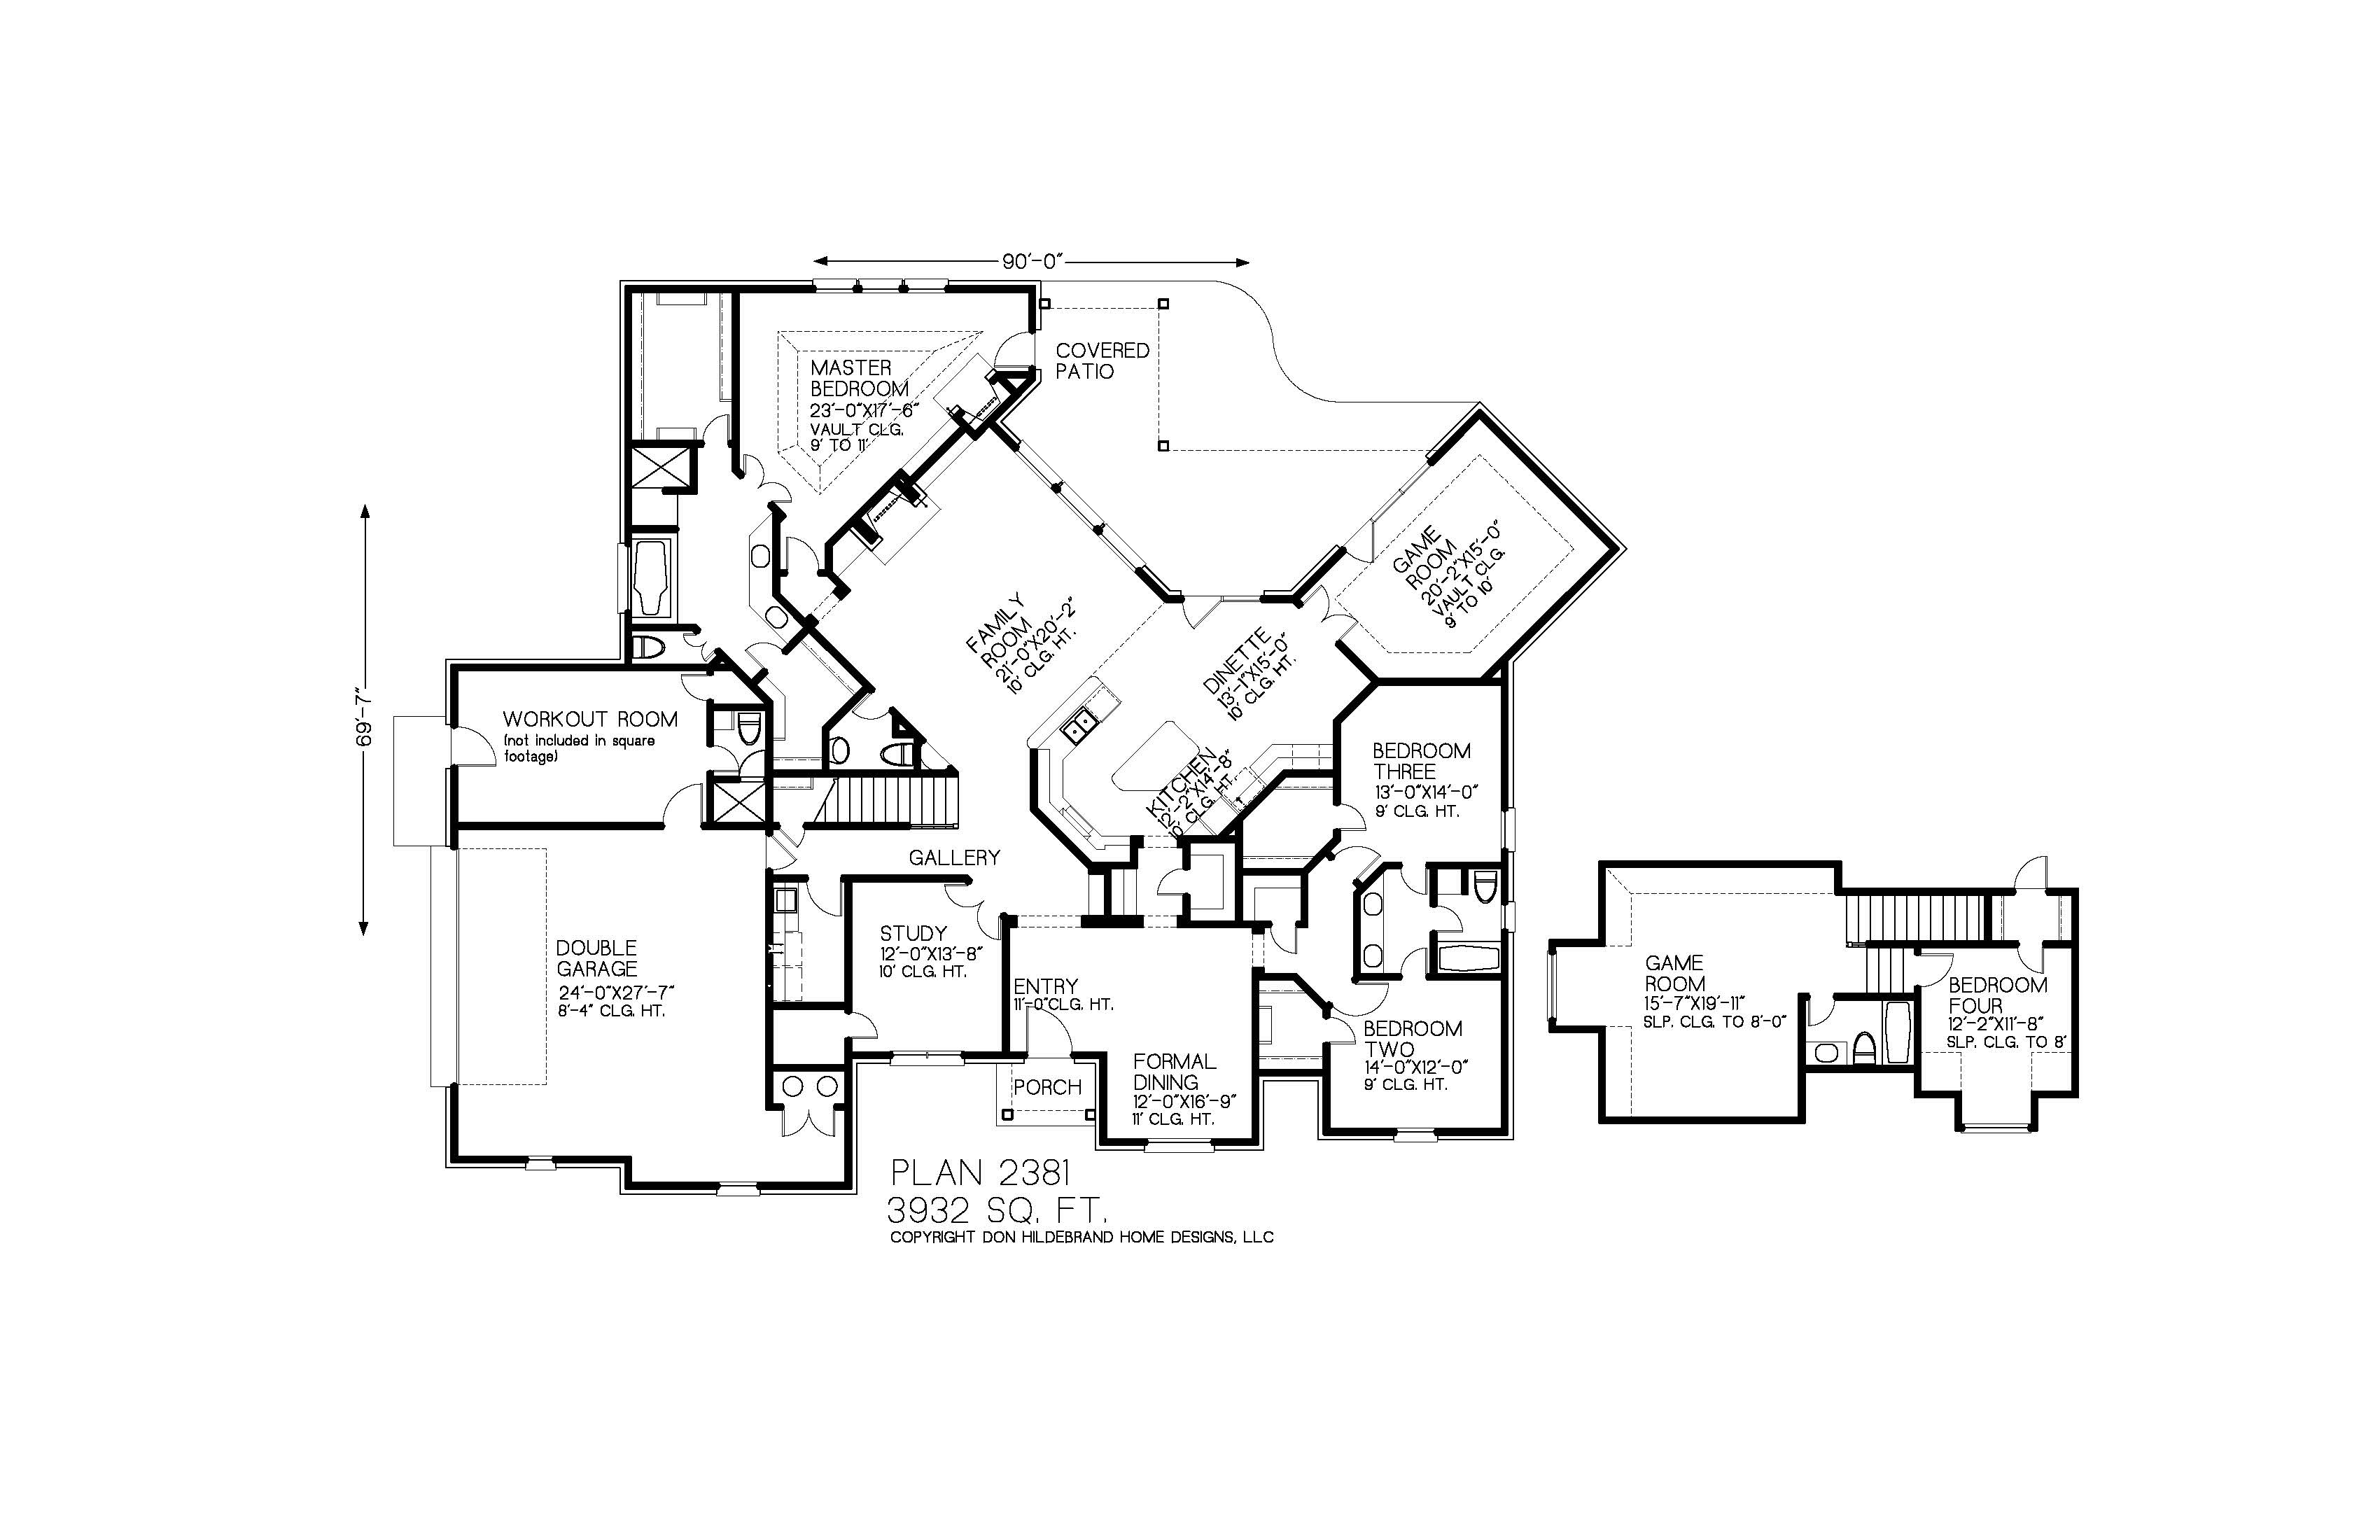 90'-0"
COVERED
PATIO
MASTER
BEDROOM
23'-0"X17'-6"
VAULT CLG.
9' TO 11'
GAME
ROOM
20'-2"X15'-0"
VAULT CLG.
9' TO 10'
FAMILY
ROOM
21'-0"X20'-2"
10' CLG. HT.
DINETTE
13'-1"X15'-0"
10' CLG. HT.
69'-7"
WORKOUT ROOM
(not included in square
footage)
KITCHEN
12'-2"X14'-8"
10' CLG. HT.
BEDROOM
THREE
13'-0"X14'-0"
9' CLG. HT.
GALLERY
STUDY
12'-0"X13'-8"
10' CLG. HT.
DOUBLE
GARAGE
24'-0"X27'-7"
8'-4" CLG. HT.
ENTRY
11'-0"CLG. HT.
BEDROOM
TWO
14'-0"X12'-0"
9' CLG. HT.
FORMAL
DINING
12'-0"X16'-9"
11' CLG. HT.
PORCH
GAME
ROOM
15'-7"X19'-11"
SLP. CLG. TO 8'-0"
BEDROOM
FOUR
12'-2"X11'-8"
SLP. CLG. TO 8'
PLAN 2381
3932 SQ. FT.
COPYRIGHT DON HILDEBRAND HOME DESIGNS, LLC